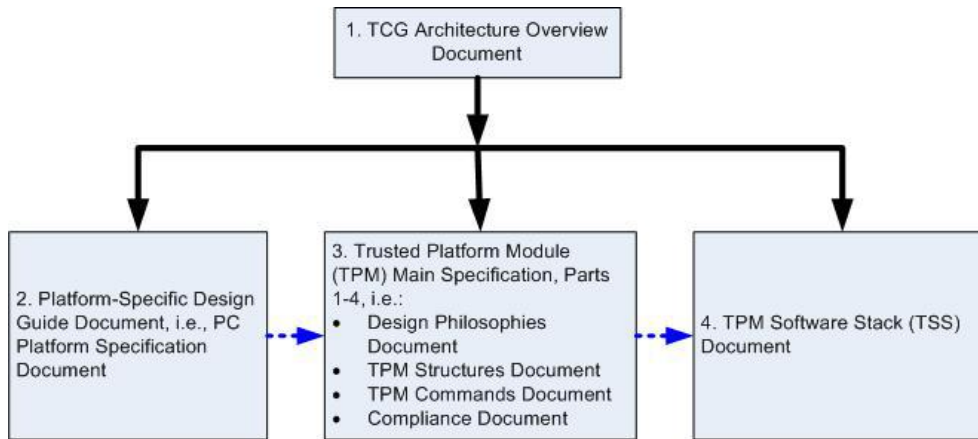 1. TCG Architecture Overview
Document
2. Platform-Specific Design
Guide Document, i.e., PC
Platform Specification
Document
3. Trusted Platform Module
(TPM) Main Specification, Parts
1-4, i.e.:
• Design Philosophies
Document
• TPM Structures Document
• TPM Commands Document
• Compliance Document
4. TPM Software Stack (TSS)
Document